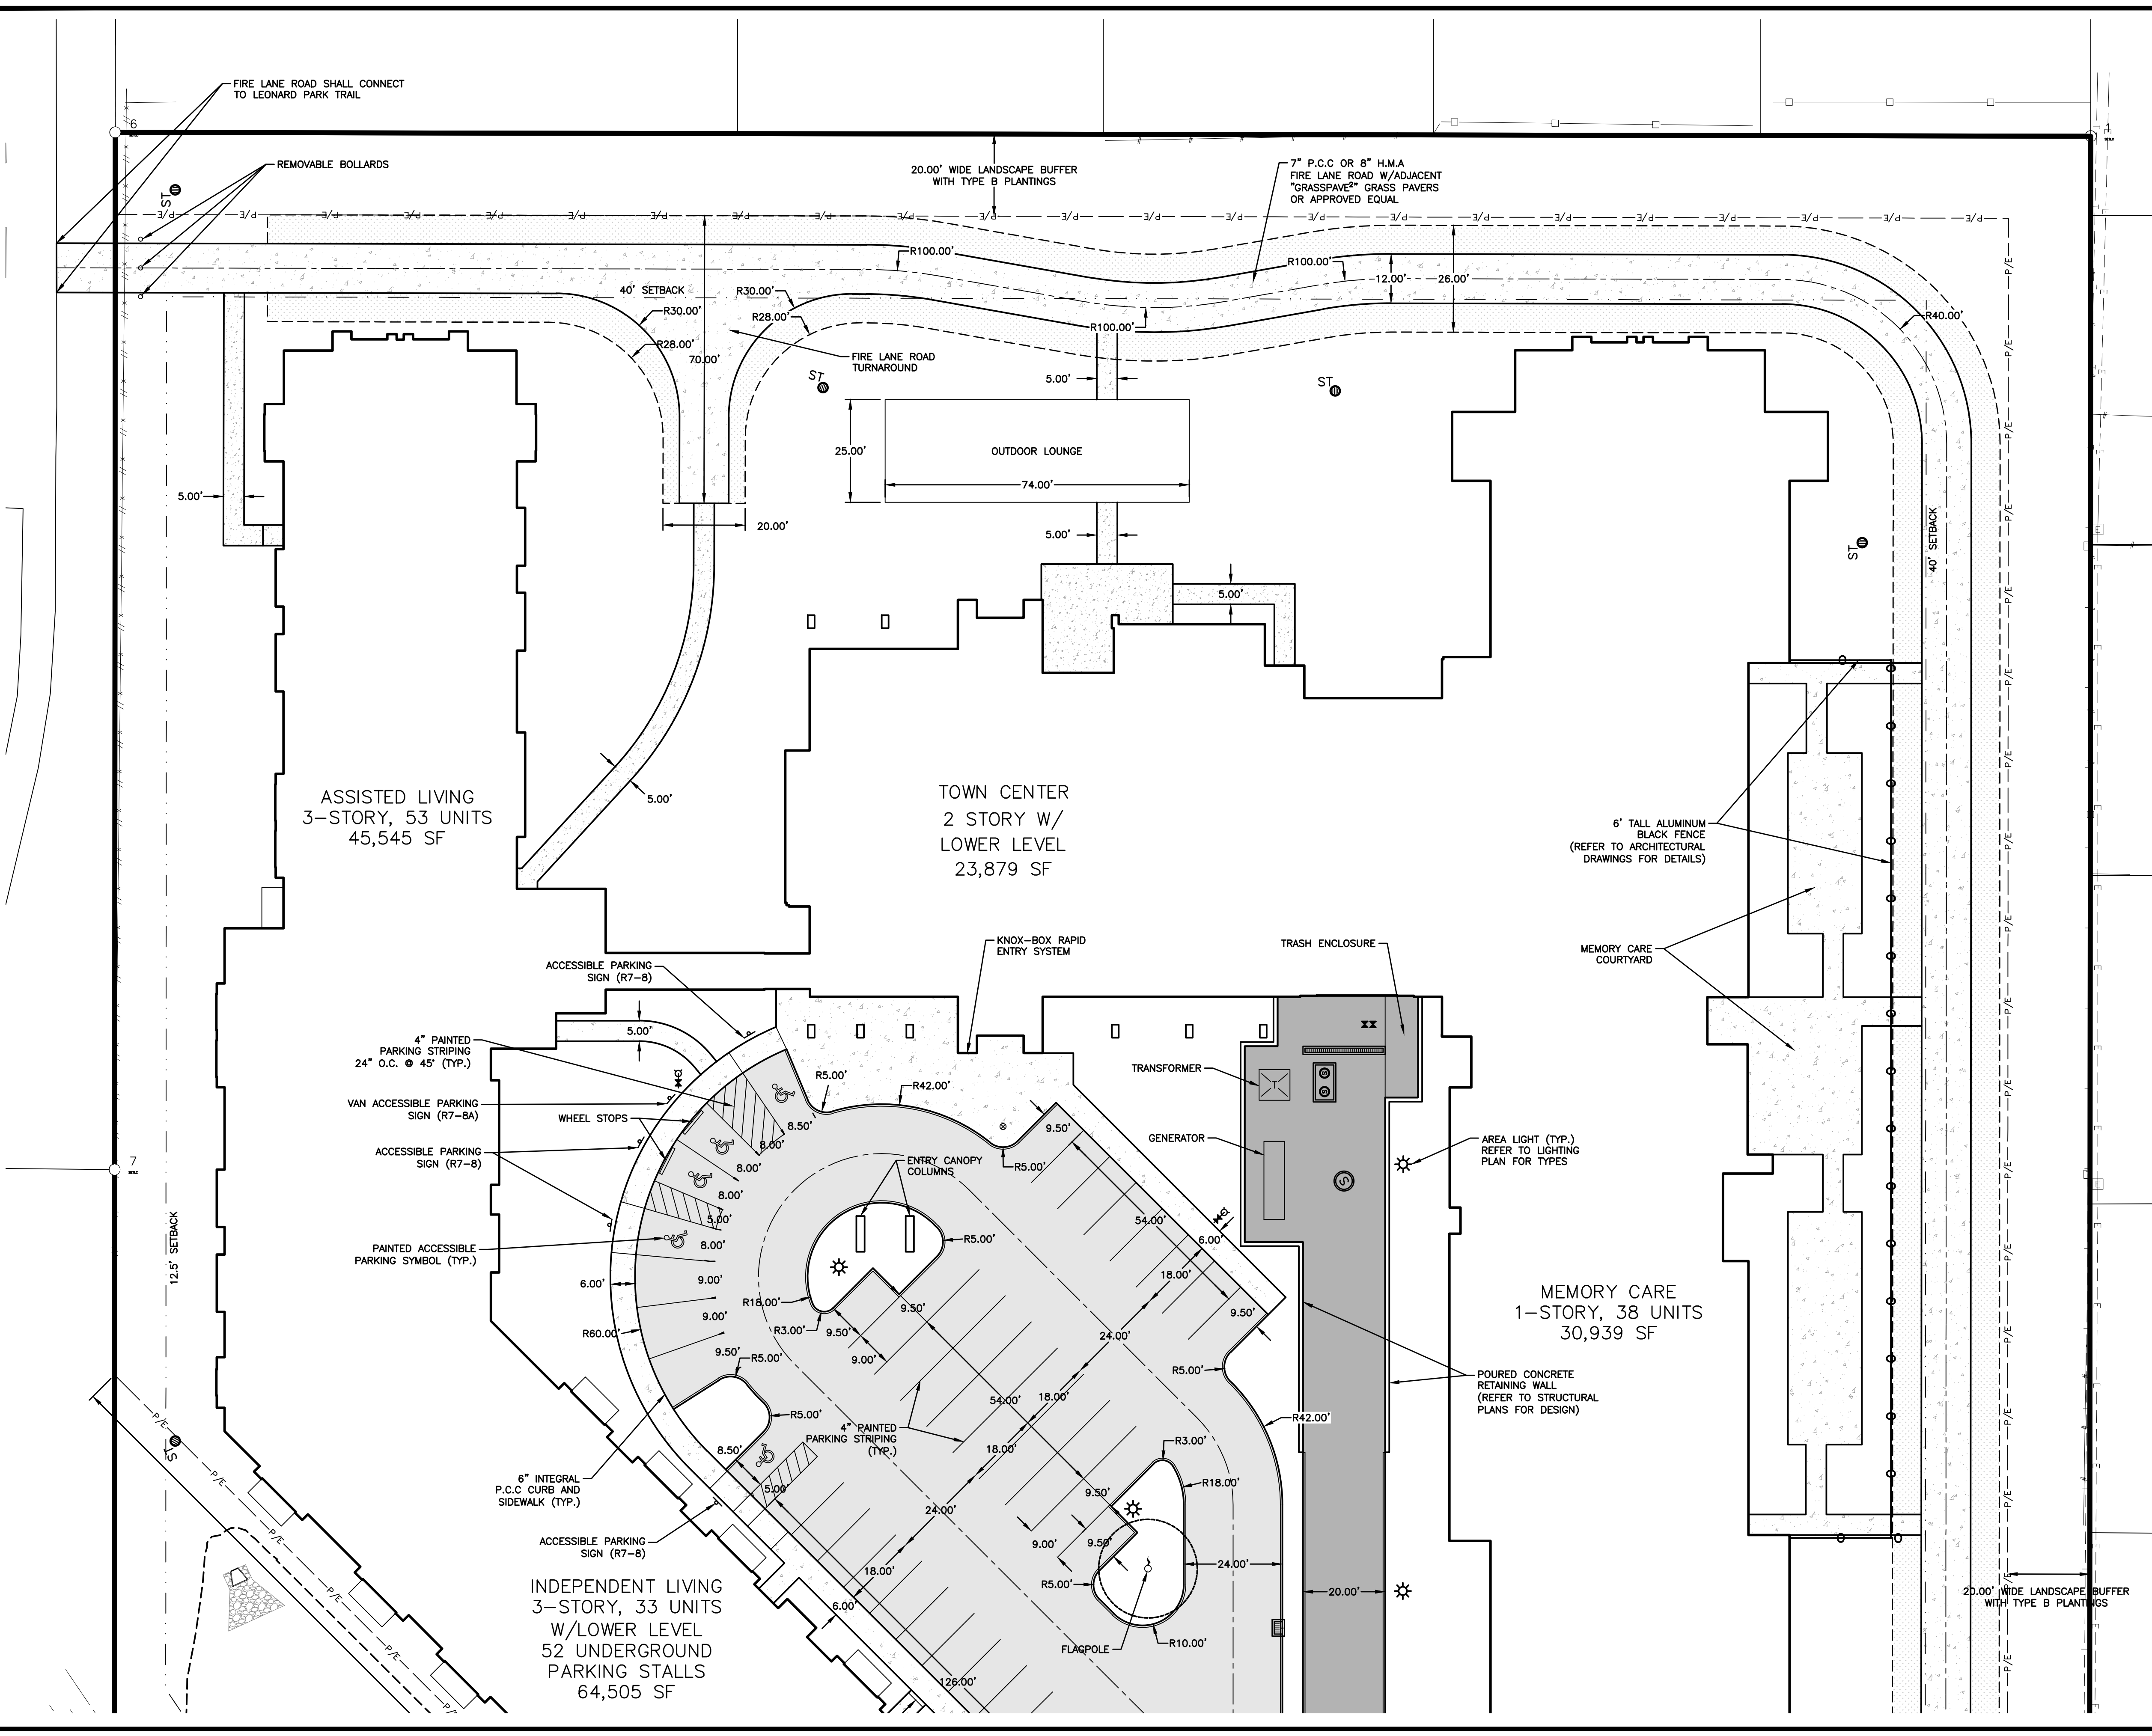 FIRE LANE ROAD SHALL CONNECT
TO LEONARD PARK TRAIL
6
1
REMOVABLE BOLLARDS
ST
20.00' WIDE LANDSCAPE BUFFER
WITH TYPE B PLANTINGS
7" P.C.C OR 8" H.M.A
FIRE LANE ROAD W/ADJACENT
"GRASSPAVE²" GRASS PAVERS
OR APPROVED EQUAL
P/E
R100.00'
R100.00'
12.00'
26.00'
40' SETBACK
R30.00'
R30.00'
R28.00'
R28.00'
70.00'
R100.00'
R40.00'
FIRE LANE ROAD
TURNAROUND
ST
5.00'
ST
25.00'
OUTDOOR LOUNGE
74.00'
5.00'
20.00'
5.00'
ST
40' SETBACK
5.00'
5.00'
ASSISTED LIVING
3-STORY, 53 UNITS
45,545 SF
TOWN CENTER
2 STORY W/
LOWER LEVEL
23,879 SF
6' TALL ALUMINUM
BLACK FENCE
(REFER TO ARCHITECTURAL
DRAWINGS FOR DETAILS)
MEMORY CARE
COURTYARD
KNOX-BOX RAPID
ENTRY SYSTEM
TRASH ENCLOSURE
ACCESSIBLE PARKING
SIGN (R7-8)
5.00'
4" PAINTED
PARKING STRIPING
24" O.C. @ 45° (TYP.)
VAN ACCESSIBLE PARKING
SIGN (R7-8A)
WHEEL STOPS
ACCESSIBLE PARKING
SIGN (R7-8)
R5.00'
R42.00'
8.50'
8.00'
8.00'
8.00'
5.00'
8.00'
9.00'
9.00'
9.50'
TRANSFORMER
T
S
S
GENERATOR
S
AREA LIGHT (TYP.)
REFER TO LIGHTING
PLAN FOR TYPES
9.50'
R5.00'
ENTRY CANOPY
COLUMNS
54.00'
6.00'
R5.00'
18.00'
PAINTED ACCESSIBLE
PARKING SYMBOL (TYP.)
7
12.5' SETBACK
6.00'
R60.00'
R18.00'
R3.00'
9.50'
9.50'
9.00'
24.00'
9.50'
R5.00'
R5.00'
R5.00'
54.00'
18.00'
R42.00'
MEMORY CARE
1-STORY, 38 UNITS
30,939 SF
POURED CONCRETE
RETAINING WALL
(REFER TO STRUCTURAL
PLANS FOR DESIGN)
4" PAINTED
PARKING STRIPING
(TYP.)
18.00'
R3.00'
R18.00'
8.50'
5.00'
24.00'
9.50'
9.00'
9.50'
R5.00'
24.00'
20.00'
ST
P/E
6" INTEGRAL
P.C.C CURB AND
SIDEWALK (TYP.)
ACCESSIBLE PARKING
SIGN (R7-8)
18.00'
6.00'
INDEPENDENT LIVING
3-STORY, 33 UNITS
W/LOWER LEVEL
52 UNDERGROUND
PARKING STALLS
64,505 SF
FLAGPOLE
R10.00'
126.00'
20.00' WIDE LANDSCAPE BUFFER
WITH TYPE B PLANTINGS